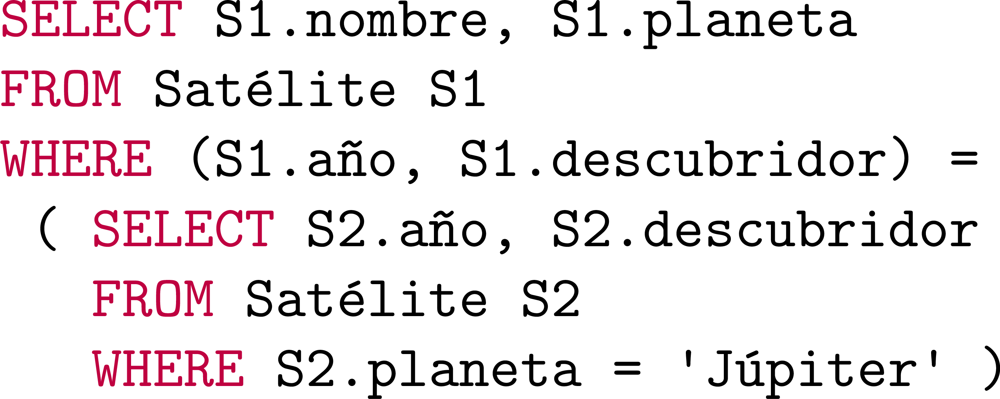 SELECT S1.nombre, S1.planeta
FROM Satélite S1
WHERE (S1.año, S1.descubridor) =
( SELECT S2.año, S2.descubridor
FROM Satélite S2
WHERE S2.planeta = 'Júpiter' )